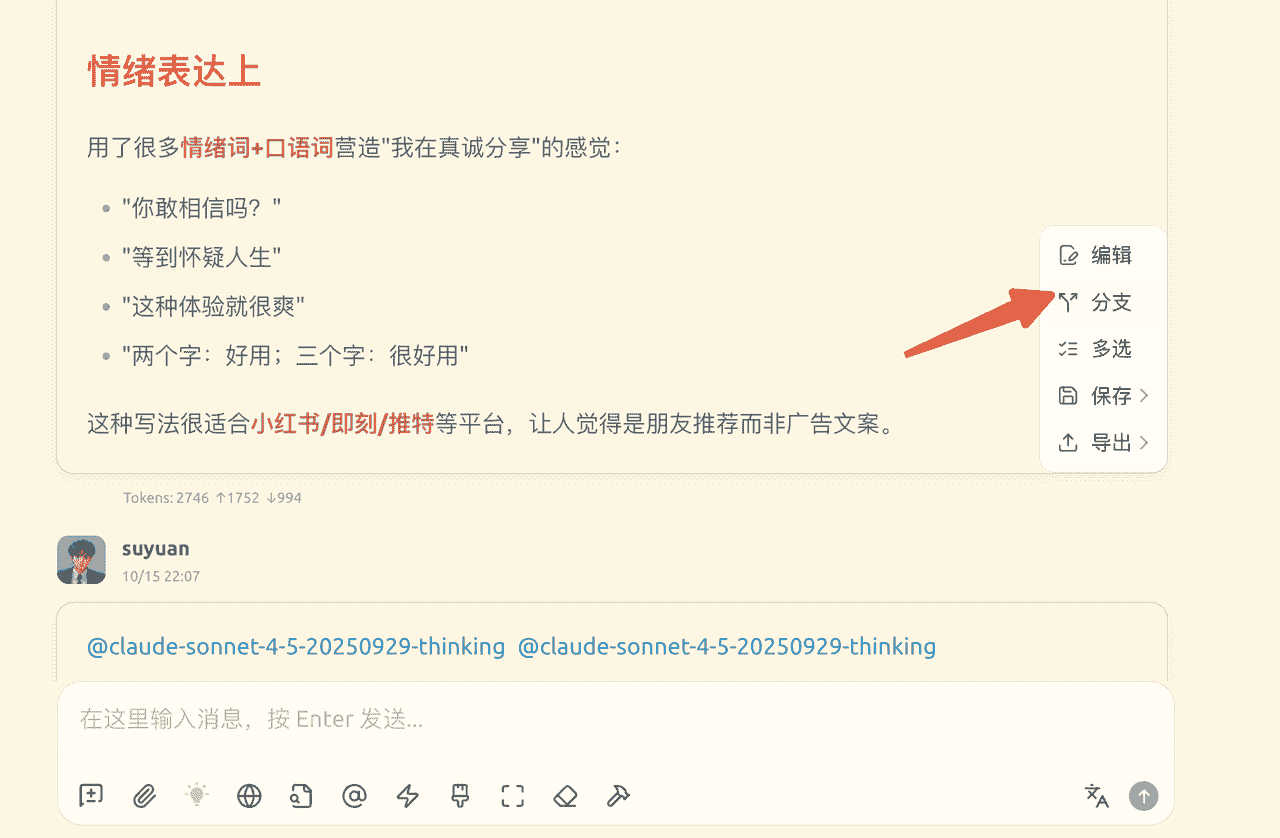 情绪表达上
用了很多情绪词+口语词营造"我在真诚分享"的感觉：
"你敢相信吗？"
"等到怀疑人生"
"这种体验就很爽"
"两个字：好用；三个字：很好用"
这种写法很适合小红书/即刻/推特等平台，让人觉得是朋友推荐而非广告文案。
编辑
分支
多选
保存
导出
Tokens: 2746 ↑1752 ↓994
suyuan
10/15 22:07
@claude-sonnet-4-5-20250929-thinking @claude-sonnet-4-5-20250929-thinking
在这里输入消息，按 Enter 发送...